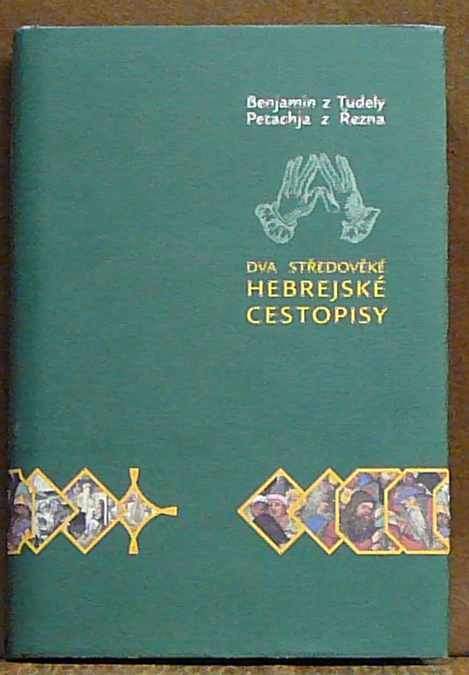 Benjamin z Tudely
Petachja z Řezna
DVA STŘEDOVĚKÉ
HEBREJSKÉ
CESTOPISY